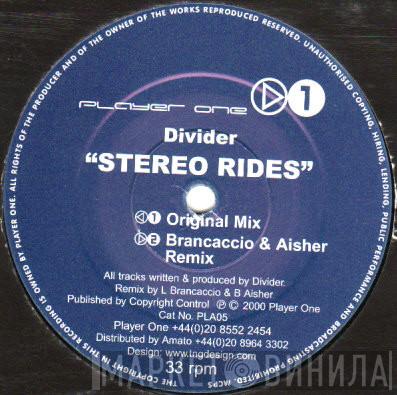 ALL RIGHTS OF THE PRODUCER AND OF THE OWNER OF THE WORKS REPRODUCED RESERVED. UNAUTHORISED COPYING, HIRING, LENDING, PUBLIC PERFORMANCE AND BROADCASTING PROHIBITED. MCPS
THE COPYRIGHT IN THIS RECORDING IS OWNED BY PLAYER ONE.
PLAYER ONE
1
Divider
"STEREO RIDES"
1 Original Mix
2 Brancaccio & Aisher
Remix
All tracks written & produced by Divider.
Remix by L Brancaccio & B Aisher
Published by Copyright Control Ⓟ © 2000 Player One
Cat No. PLA05
Player One +44(0)20 8552 2454
Distributed by Amato +44(0)20 8964 3302
Design: www.tngdesign.com
33 rpm
МАРКЕТ ВИНИЛА